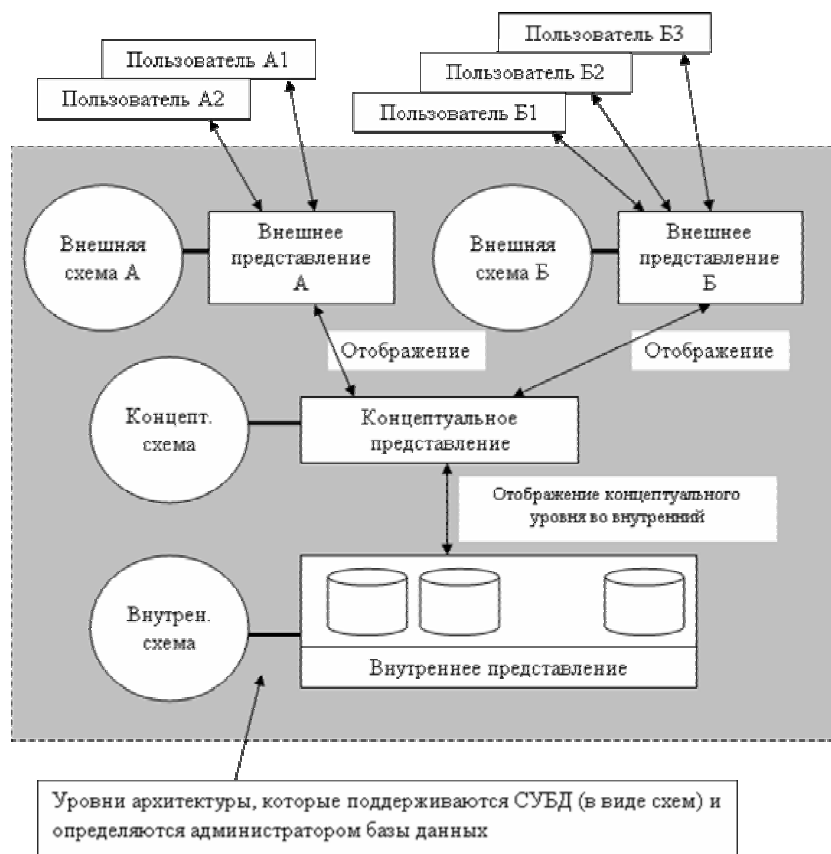 Пользователь Б3
Пользователь А1
Пользователь Б2
Пользователь А2
Пользователь Б1
Внешняя
схема А
Внешнее
представление
А
Внешняя
схема Б
Внешнее
представление
Б
Отображение
Отображение
Концепт.
схема
Концептуальное
представление
Отображение концептуального
уровня во внутренний
Внутрен.
схема
Внутреннее представление
Уровни архитектуры, которые поддерживаются СУБД (в виде схем) и
определяются администратором базы данных